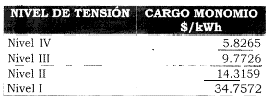 NIVEL DE TENSIÓN CARGO MONOMIO
$/kWh
Nivel IV 5.8265
Nivel III 9.7726
Nivel II 14.3159
Nivel I 34.7572